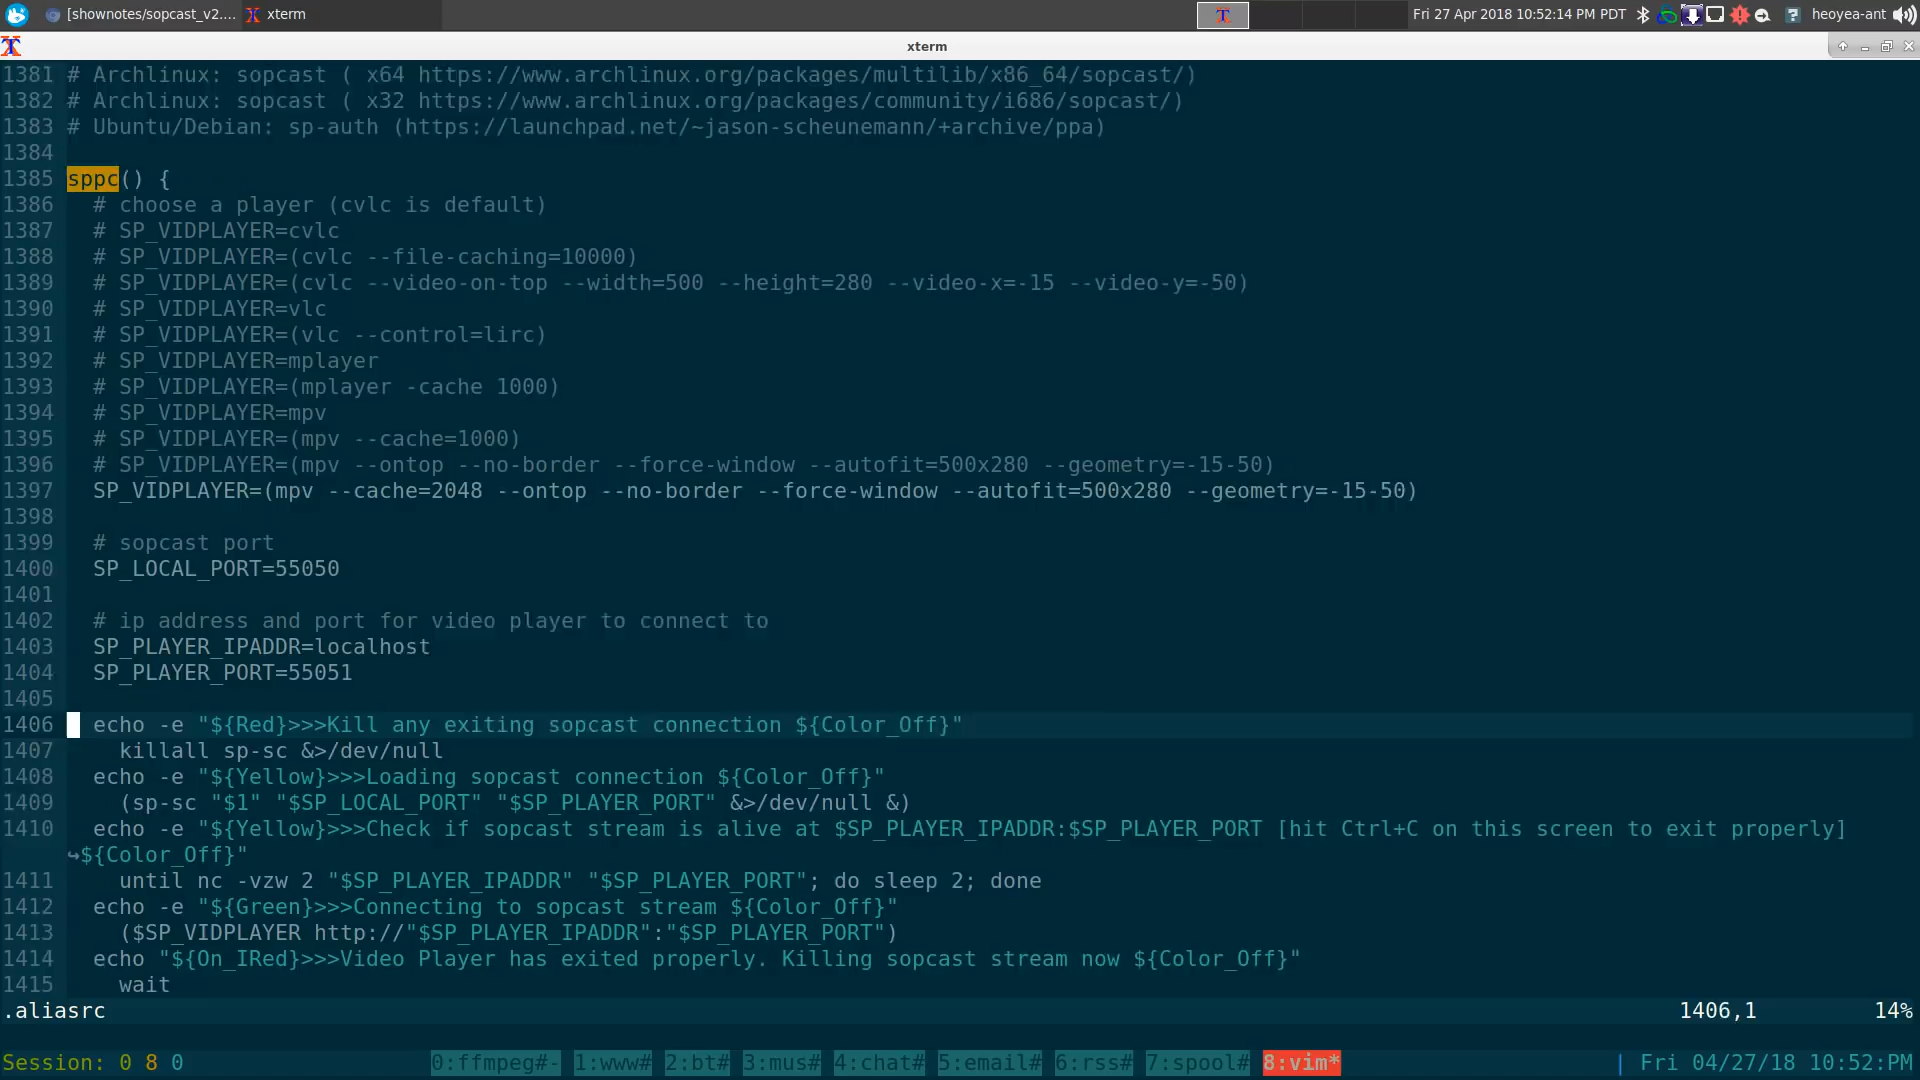 [shownotes/sopcast_v2.... xterm Fri 27 Apr 2018 10:52:14 PM PDT heoyea-ant
xterm
1381 # Archlinux: sopcast ( x64 https://www.archlinux.org/packages/multilib/x86_64/sopcast/)
1382 # Archlinux: sopcast ( x32 https://www.archlinux.org/packages/community/i686/sopcast/)
1383 # Ubuntu/Debian: sp-auth (https://launchpad.net/~jason-scheunemann/+archive/ppa)
1384
1385 sppc() {
1386   # choose a player (cvlc is default)
1387   # SP_VIDPLAYER=cvlc
1388   # SP_VIDPLAYER=(cvlc --file-caching=10000)
1389   # SP_VIDPLAYER=(cvlc --video-on-top --width=500 --height=280 --video-x=-15 --video-y=-50)
1390   # SP_VIDPLAYER=vlc
1391   # SP_VIDPLAYER=(vlc --control=lirc)
1392   # SP_VIDPLAYER=mplayer
1393   # SP_VIDPLAYER=(mplayer -cache 1000)
1394   # SP_VIDPLAYER=mpv
1395   # SP_VIDPLAYER=(mpv --cache=1000)
1396   # SP_VIDPLAYER=(mpv --ontop --no-border --force-window --autofit=500x280 --geometry=-15-50)
1397   SP_VIDPLAYER=(mpv --cache=2048 --ontop --no-border --force-window --autofit=500x280 --geometry=-15-50)
1398
1399   # sopcast port
1400   SP_LOCAL_PORT=55050
1401
1402   # ip address and port for video player to connect to
1403   SP_PLAYER_IPADDR=localhost
1404   SP_PLAYER_PORT=55051
1405
1406   echo -e "${Red}>>>Kill any exiting sopcast connection ${Color_Off}"
1407     killall sp-sc &>/dev/null
1408   echo -e "${Yellow}>>>Loading sopcast connection ${Color_Off}"
1409     (sp-sc "$1" "$SP_LOCAL_PORT" "$SP_PLAYER_PORT" &>/dev/null &)
1410   echo -e "${Yellow}>>>Check if sopcast stream is alive at $SP_PLAYER_IPADDR:$SP_PLAYER_PORT [hit Ctrl+C on this screen to exit properly]
↪${Color_Off}"
1411     until nc -vzw 2 "$SP_PLAYER_IPADDR" "$SP_PLAYER_PORT"; do sleep 2; done
1412   echo -e "${Green}>>>Connecting to sopcast stream ${Color_Off}"
1413     ($SP_VIDPLAYER http://"$SP_PLAYER_IPADDR":"$SP_PLAYER_PORT")
1414   echo "${On_IRed}>>>Video Player has exited properly. Killing sopcast stream now ${Color_Off}"
1415     wait
.aliasrc 1406,1 14%
Session: 0 8 0 0:ffmpeg#- 1:www# 2:bt# 3:mus# 4:chat# 5:email# 6:rss# 7:spool# 8:vim* | Fri 04/27/18 10:52:PM